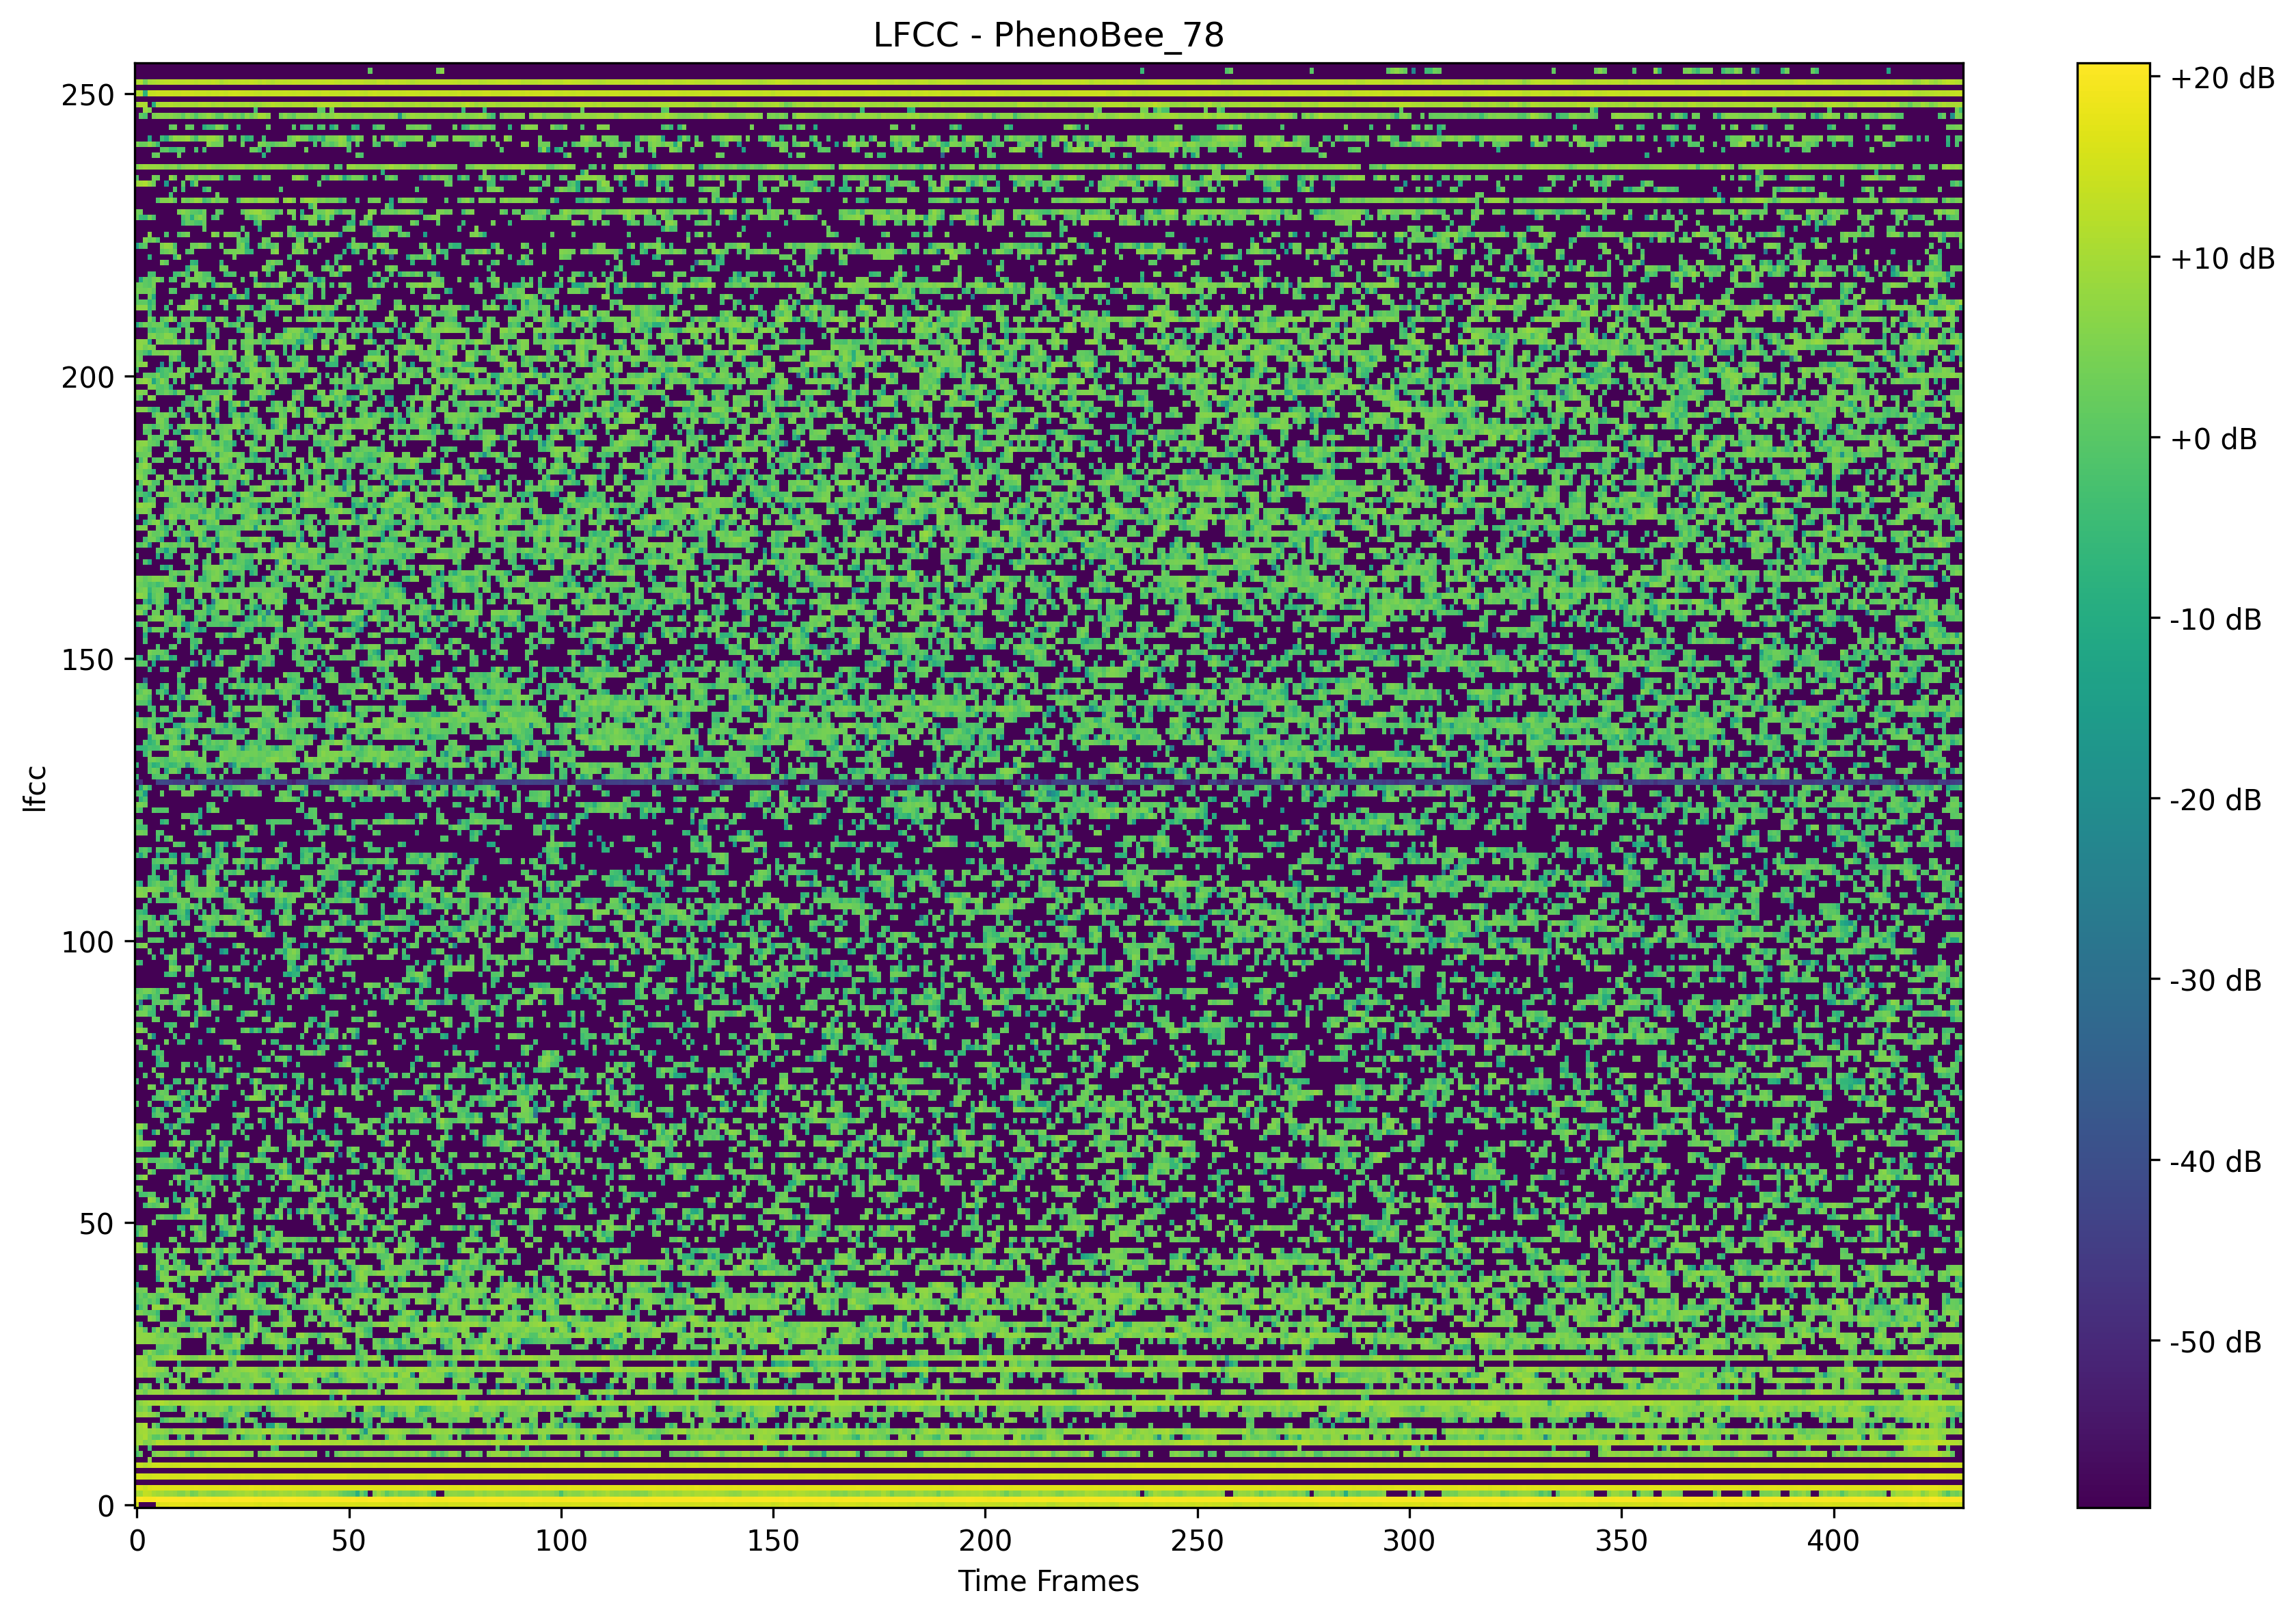 LFCC - PhenoBee_78
250
200
150
100
50
0
lfcc
0 50 100 150 200 250 300 350 400
Time Frames
+20 dB
+10 dB
+0 dB
-10 dB
-20 dB
-30 dB
-40 dB
-50 dB